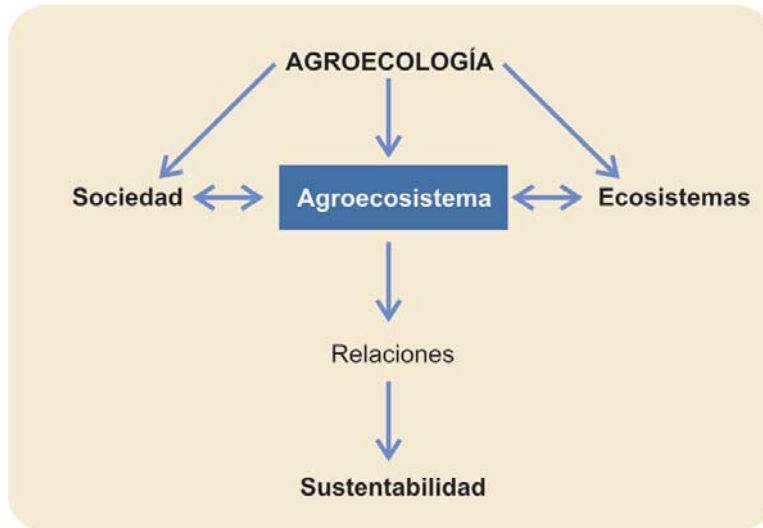 AGROECOLOGÍA
Sociedad
Agroecosistema
Ecosistemas
Relaciones
Sustentabilidad